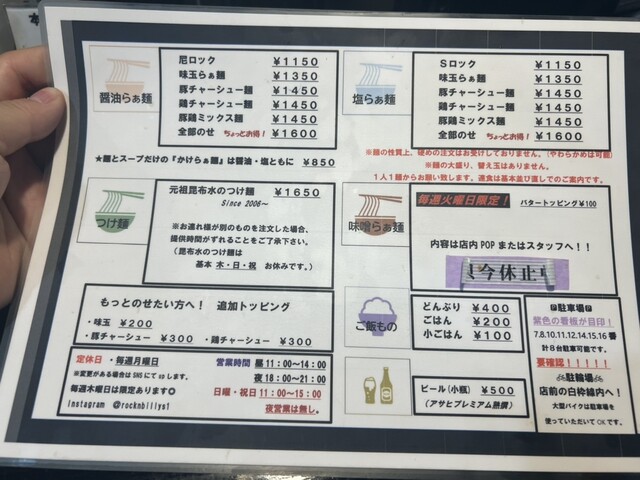 醤油らぁ麺
尼ロック ¥1150
味玉らぁ麺 ¥1350
豚チャーシュー麺 ¥1450
鶏チャーシュー麺 ¥1450
豚鶏ミックス麺 ¥1450
全部のせ ちょっとお得! ¥1600
塩らぁ麺
Sロック ¥1150
味玉らぁ麺 ¥1350
豚チャーシュー麺 ¥1450
鶏チャーシュー麺 ¥1450
豚鶏ミックス麺 ¥1450
全部のせ ちょっとお得! ¥1600
★麺とスープだけの『かけらぁ麺』は醤油・塩ともに ¥850
※麺の性質上、硬めの注文はお受けしておりません。(やわらかめは可能)
※麺の大盛り、替え玉はありません。
1人1麺からお願い致します。連食は基本並び直しでのご案内です。
つけ麺
元祖昆布水のつけ麺 ¥1650
Since 2006〜
※お連れ様が別のものを注文した場合、
提供時間がずれることをご了承下さい。
(昆布水のつけ麺は
基本 木・日・祝 お休みです。)
味噌らぁ麺
毎週火曜日限定! バタートッピング¥100
内容は店内POPまたはスタッフへ!!
今休止
もっとのせたい方へ! 追加トッピング
・味玉 ¥200
・豚チャーシュー ¥300 ・鶏チャーシュー ¥300
ご飯もの
どんぶり ¥400
ごはん ¥200
小ごはん ¥100
ビール(小瓶) ¥500
(アサヒプレミアム熟撰)
定休日 ・毎週月曜日
※変更がある場合はSNSにてupします。
毎週木曜日は限定あります◎
Instagram @rocknbillys1
営業時間 昼11:00〜14:00
夜18:00〜21:00
日曜・祝日11:00〜15:00
夜営業は無し。
🅿駐車場🅿
紫色の看板が目印!
7.8.10.11.12.14.15.16番
計8台駐車可能です。
要確認!!!!!
駐輪場
店前の白枠線内へ!
大型バイクは駐車場を
使っていただいてOKです。